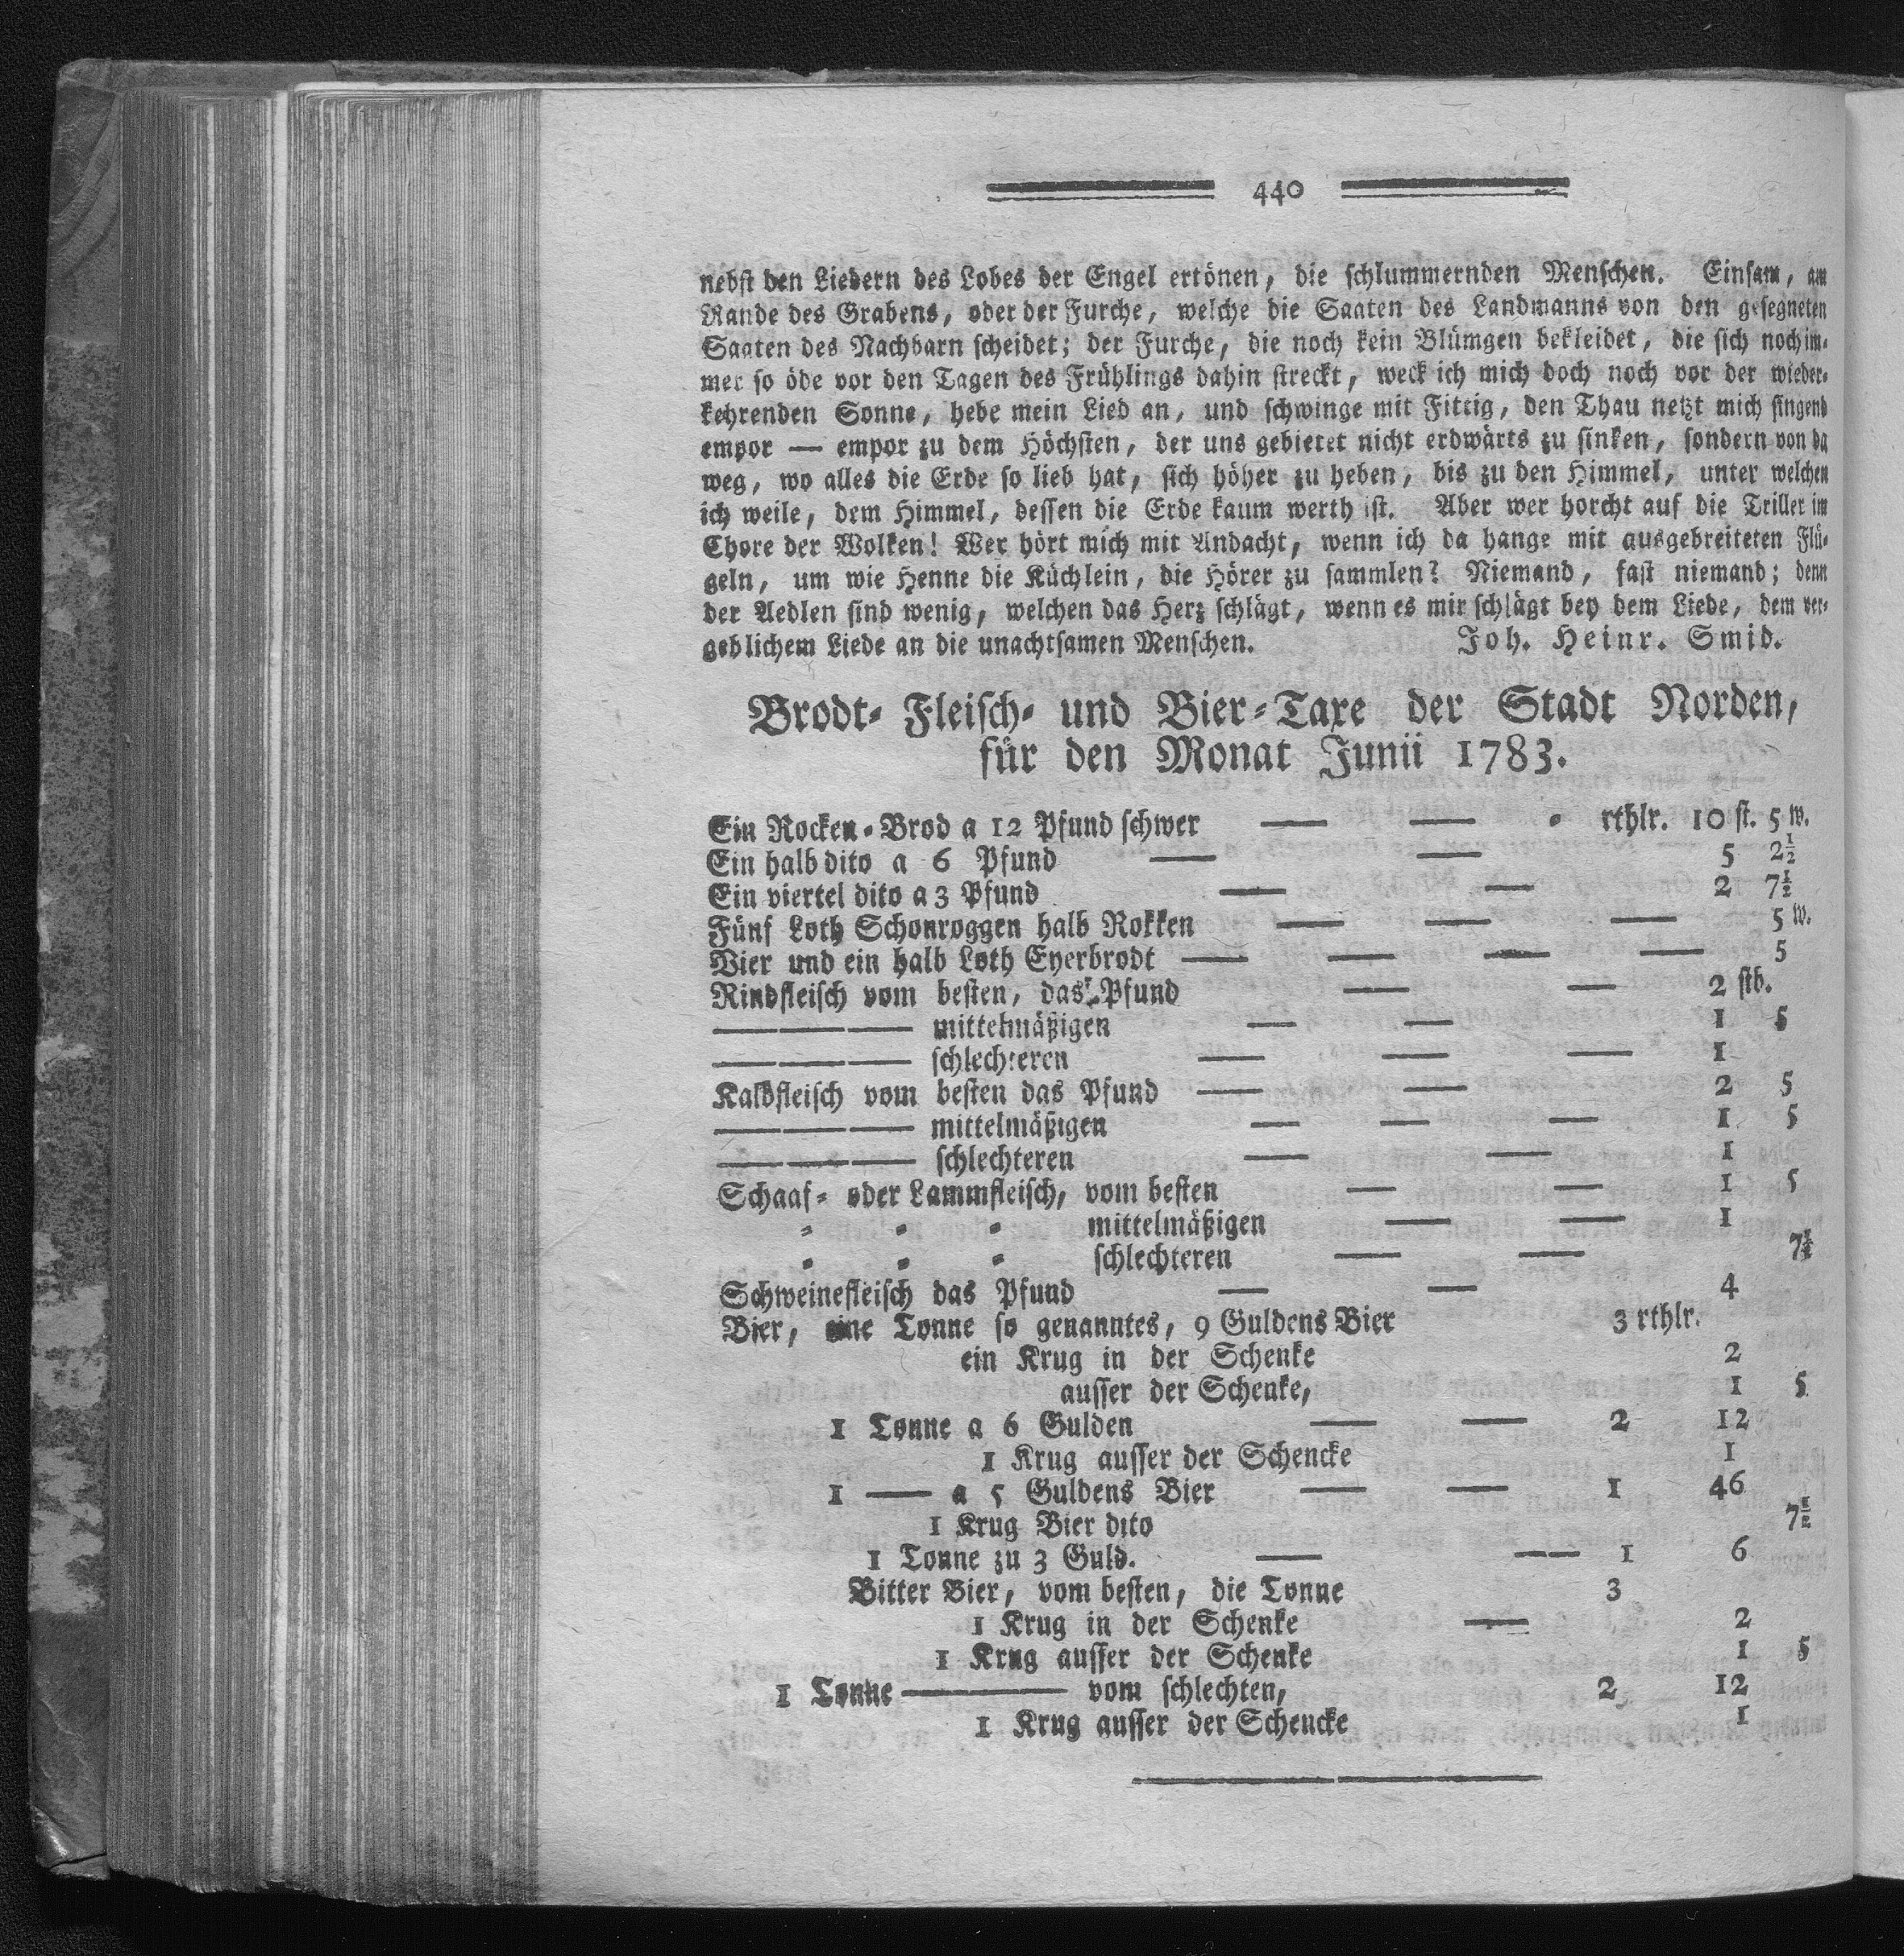 440
nebst den Liedern des Lobes der Engel ertönen, die schlummernden Menschen. Einsam, am
Rande des Grabens, oder der Furche, welche die Saaten des Landmanns von den gesegneten
Saaten des Nachbarn scheidet; der Furche, die noch kein Blümgen bekleidet, die sich noch im-
mer so öde vor den Tagen des Frühlings dahin streckt, weck ich mich doch noch vor der wieder-
kehrenden Sonne, hebe mein Lied an, und schwinge mit Fittig, den Thau netzt mich singend
empor — empor zu dem Höchsten, der uns gebietet nicht erdwärts zu sinken, sondern von da
weg, wo alles die Erde so lieb hat, sich höher zu heben, bis zu den Himmel, unter welchen
ich weile, dem Himmel, dessen die Erde kaum werth ist. Aber wer horcht auf die Triller im
Chore der Wolken! Wer hört mich mit Andacht, wenn ich da hange mit ausgebreiteten Flü-
geln, um wie Henne die Küchlein, die Hörer zu sammlen? Niemand, fast niemand; denn
der Aedlen sind wenig, welchen das Herz schlägt, wenn es mir schlägt bey dem Liede, dem ver-
geblichem Liede an die unachtsamen Menschen. Joh. Heinr. Smid.
Brodt- Fleisch- und Bier-Taxe der Stadt Norden,
für den Monat Junii 1783.
Ein Rocken-Brod a 12 Pfund schwer — — - rthlr. 10 st. 5 w.
Ein halb dito a 6 Pfund — — 5 2½
Ein viertel dito a 3 Pfund — — 2 7½
Fünf Loth Schonroggen halb Rokken — — — 5 w.
Vier und ein halb Loth Eyerbrodt — — — — 5
Rindfleisch vom besten, das Pfund — — 2 stb.
— — — mittelmäßigen — — 1 5
— — — schlechteren — — — 1
Kalbfleisch vom besten das Pfund — — 2 5
— — — mittelmäßigen — — — 1 5
— — — schlechteren — — 1
Schaaf- oder Lammfleisch, vom besten — — 1 5
- - - mittelmäßigen — — 1
- - - schlechteren — — 7½
Schweinefleisch das Pfund — — 4
Bier, eine Tonne so genanntes, 9 Guldens Bier 3 rthlr.
ein Krug in der Schenke 2
ausser der Schenke, 1 5
1 Tonne a 6 Gulden — — 2 12
1 Krug ausser der Schencke 1
1 — a 5 Guldens Bier — — 1 46
1 Krug Bier dito 7½
1 Tonne zu 3 Guld. — — — 1 6
Bitter Bier, vom besten, die Tonne 3
1 Krug in der Schenke — 2
1 Krug ausser der Schenke 1 5
1 Tonne — vom schlechten, 2 12
1 Krug ausser der Schencke 1